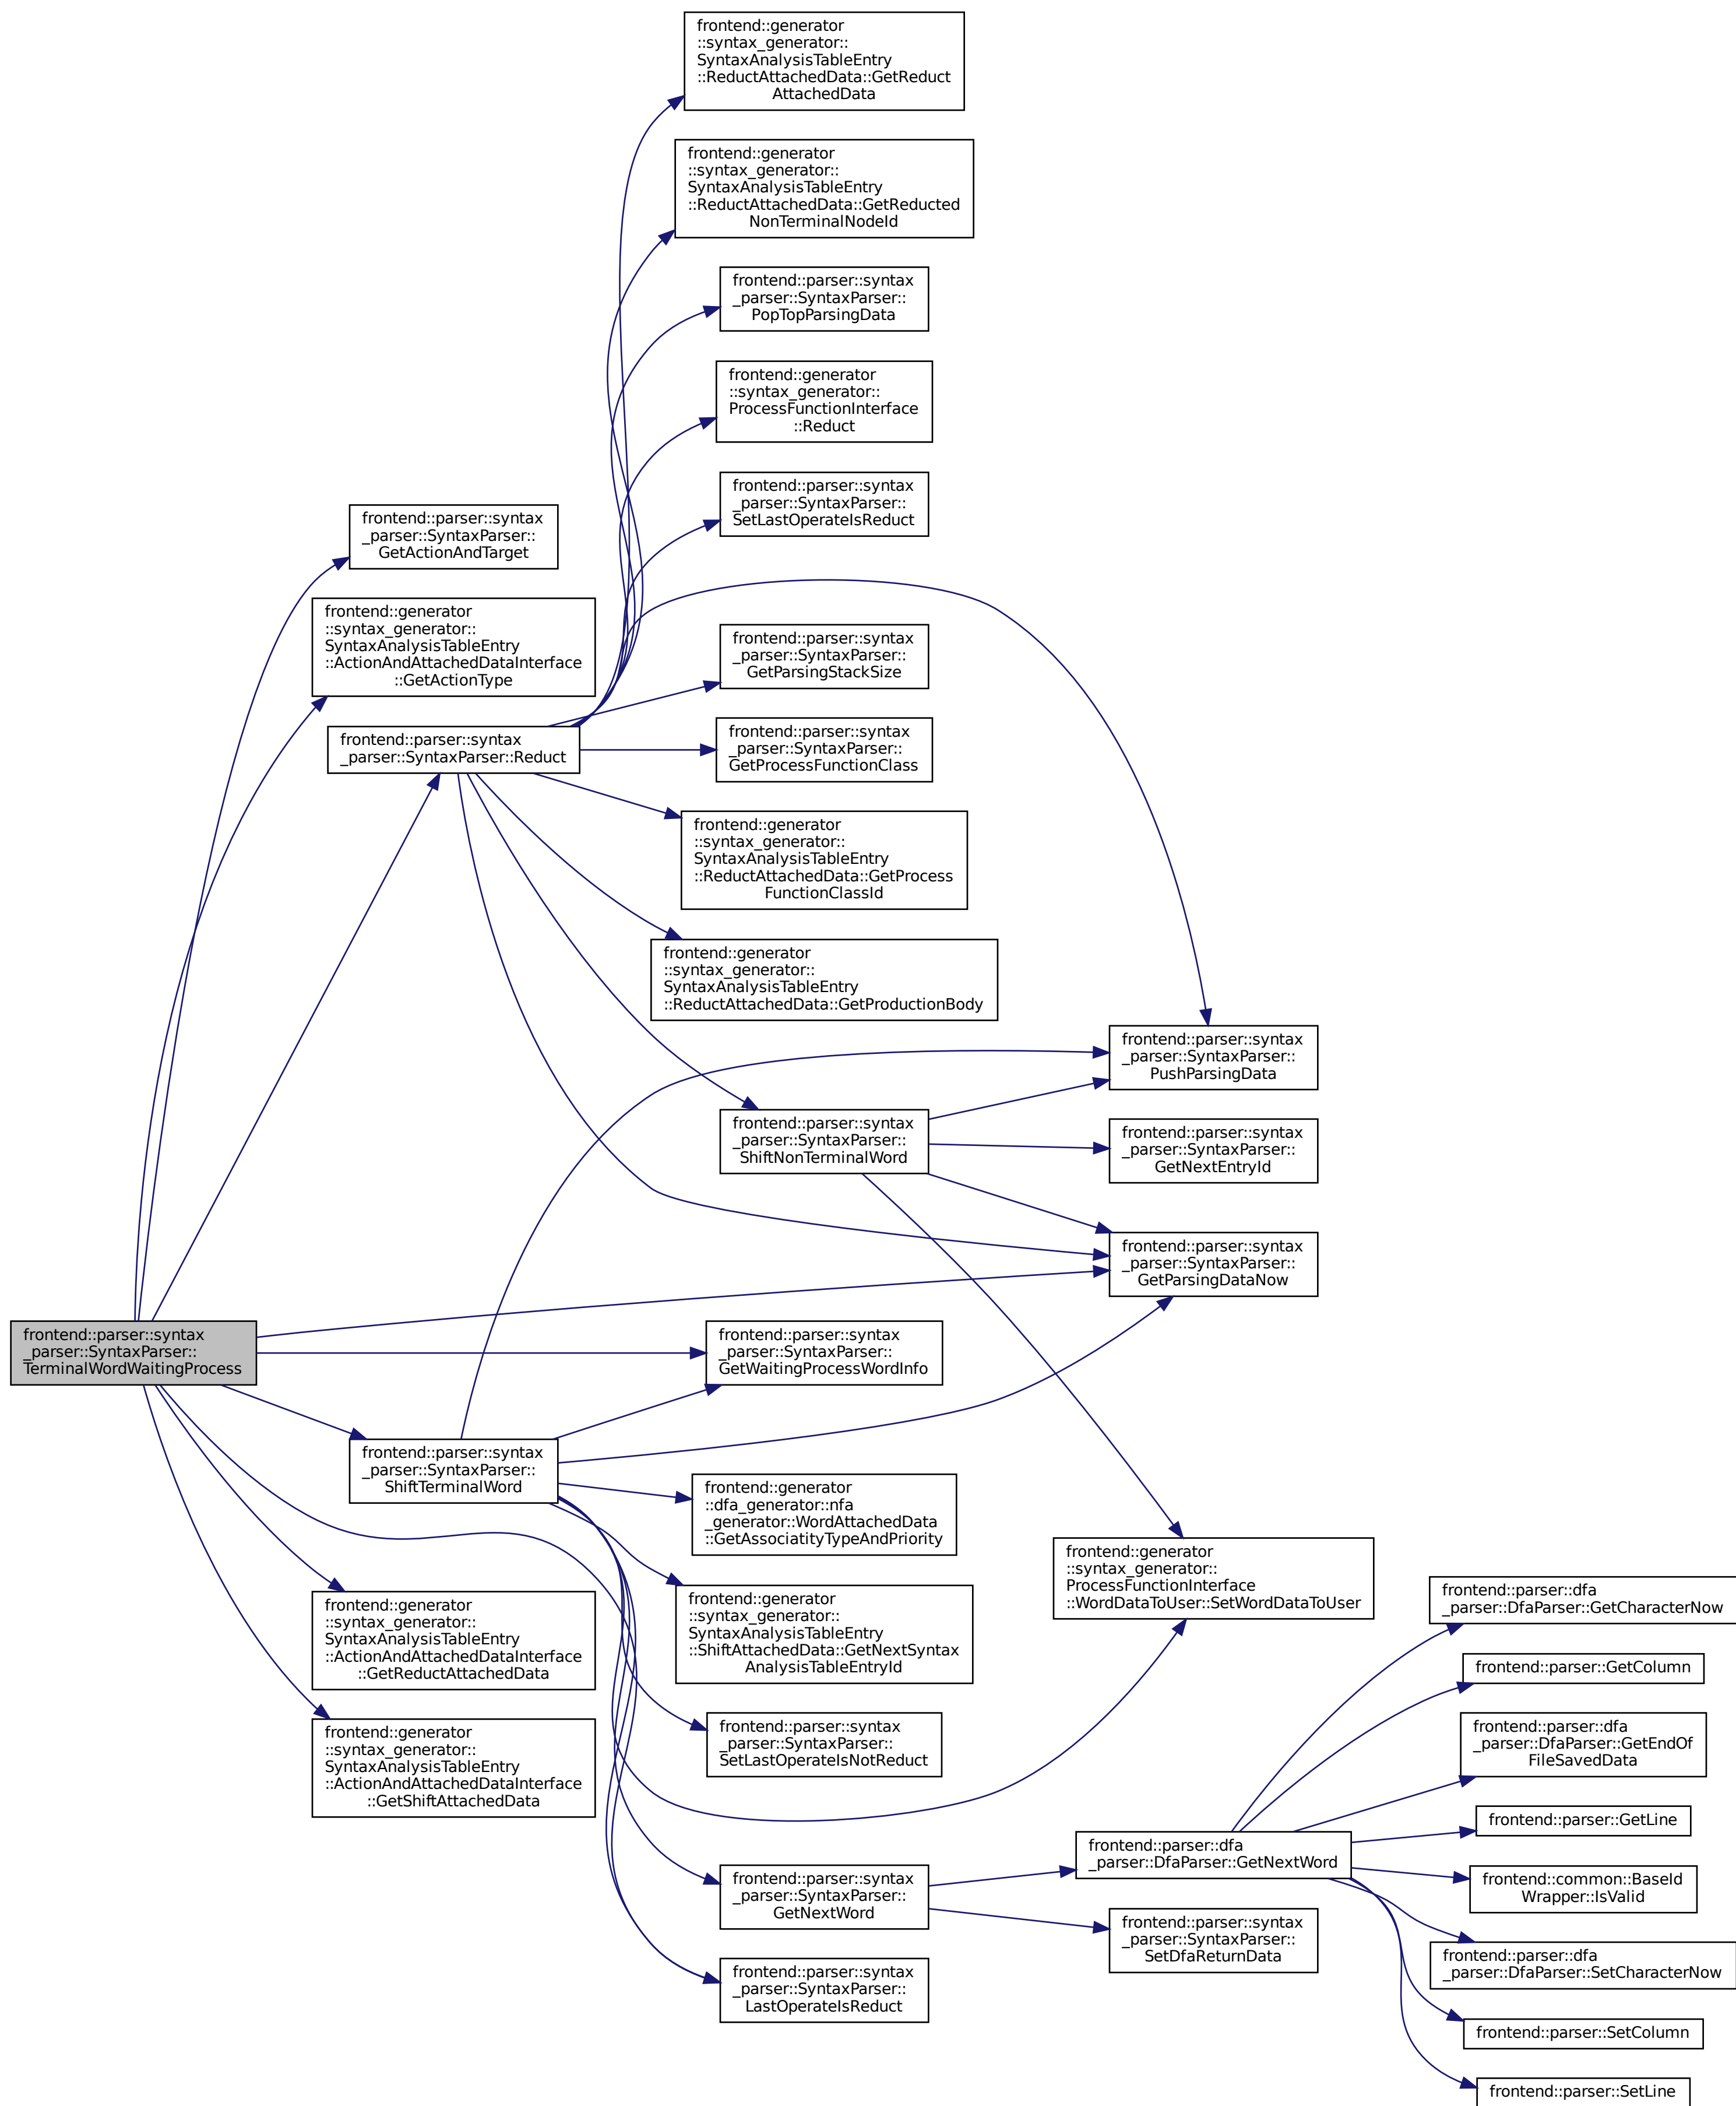 frontend::generator
::syntax_generator::
SyntaxAnalysisTableEntry
::ReductAttachedData::GetReduct
AttachedData
frontend::generator
::syntax_generator::
SyntaxAnalysisTableEntry
::ReductAttachedData::GetReducted
NonTerminalNodeId
frontend::parser::syntax
_parser::SyntaxParser::
PopTopParsingData
frontend::generator
::syntax_generator::
ProcessFunctionInterface
::Reduct
frontend::parser::syntax
_parser::SyntaxParser::
SetLastOperateIsReduct
frontend::parser::syntax
_parser::SyntaxParser::
GetActionAndTarget
frontend::generator
::syntax_generator::
SyntaxAnalysisTableEntry
::ActionAndAttachedDataInterface
::GetActionType
frontend::parser::syntax
_parser::SyntaxParser::
GetParsingStackSize
frontend::parser::syntax
_parser::SyntaxParser::Reduct
frontend::parser::syntax
_parser::SyntaxParser::
GetProcessFunctionClass
frontend::generator
::syntax_generator::
SyntaxAnalysisTableEntry
::ReductAttachedData::GetProcess
FunctionClassId
frontend::generator
::syntax_generator::
SyntaxAnalysisTableEntry
::ReductAttachedData::GetProductionBody
frontend::parser::syntax
_parser::SyntaxParser::
PushParsingData
frontend::parser::syntax
_parser::SyntaxParser::
ShiftNonTerminalWord
frontend::parser::syntax
_parser::SyntaxParser::
GetNextEntryId
frontend::parser::syntax
_parser::SyntaxParser::
GetParsingDataNow
frontend::parser::syntax
_parser::SyntaxParser::
TerminalWordWaitingProcess
frontend::parser::syntax
_parser::SyntaxParser::
GetWaitingProcessWordInfo
frontend::parser::syntax
_parser::SyntaxParser::
ShiftTerminalWord
frontend::generator
::dfa_generator::nfa
_generator::WordAttachedData
::GetAssociatityTypeAndPriority
frontend::generator
::syntax_generator::
ProcessFunctionInterface
::WordDataToUser::SetWordDataToUser
frontend::generator
::syntax_generator::
SyntaxAnalysisTableEntry
::ActionAndAttachedDataInterface
::GetReductAttachedData
frontend::generator
::syntax_generator::
SyntaxAnalysisTableEntry
::ShiftAttachedData::GetNextSyntax
AnalysisTableEntryId
frontend::parser::dfa
_parser::DfaParser::GetCharacterNow
frontend::parser::GetColumn
frontend::generator
::syntax_generator::
SyntaxAnalysisTableEntry
::ActionAndAttachedDataInterface
::GetShiftAttachedData
frontend::parser::syntax
_parser::SyntaxParser::
SetLastOperateIsNotReduct
frontend::parser::dfa
_parser::DfaParser::GetEndOf
FileSavedData
frontend::parser::GetLine
frontend::parser::dfa
_parser::DfaParser::GetNextWord
frontend::parser::syntax
_parser::SyntaxParser::
GetNextWord
frontend::common::BaseId
Wrapper::IsValid
frontend::parser::syntax
_parser::SyntaxParser::
SetDfaReturnData
frontend::parser::dfa
_parser::DfaParser::SetCharacterNow
frontend::parser::syntax
_parser::SyntaxParser::
LastOperateIsReduct
frontend::parser::SetColumn
frontend::parser::SetLine